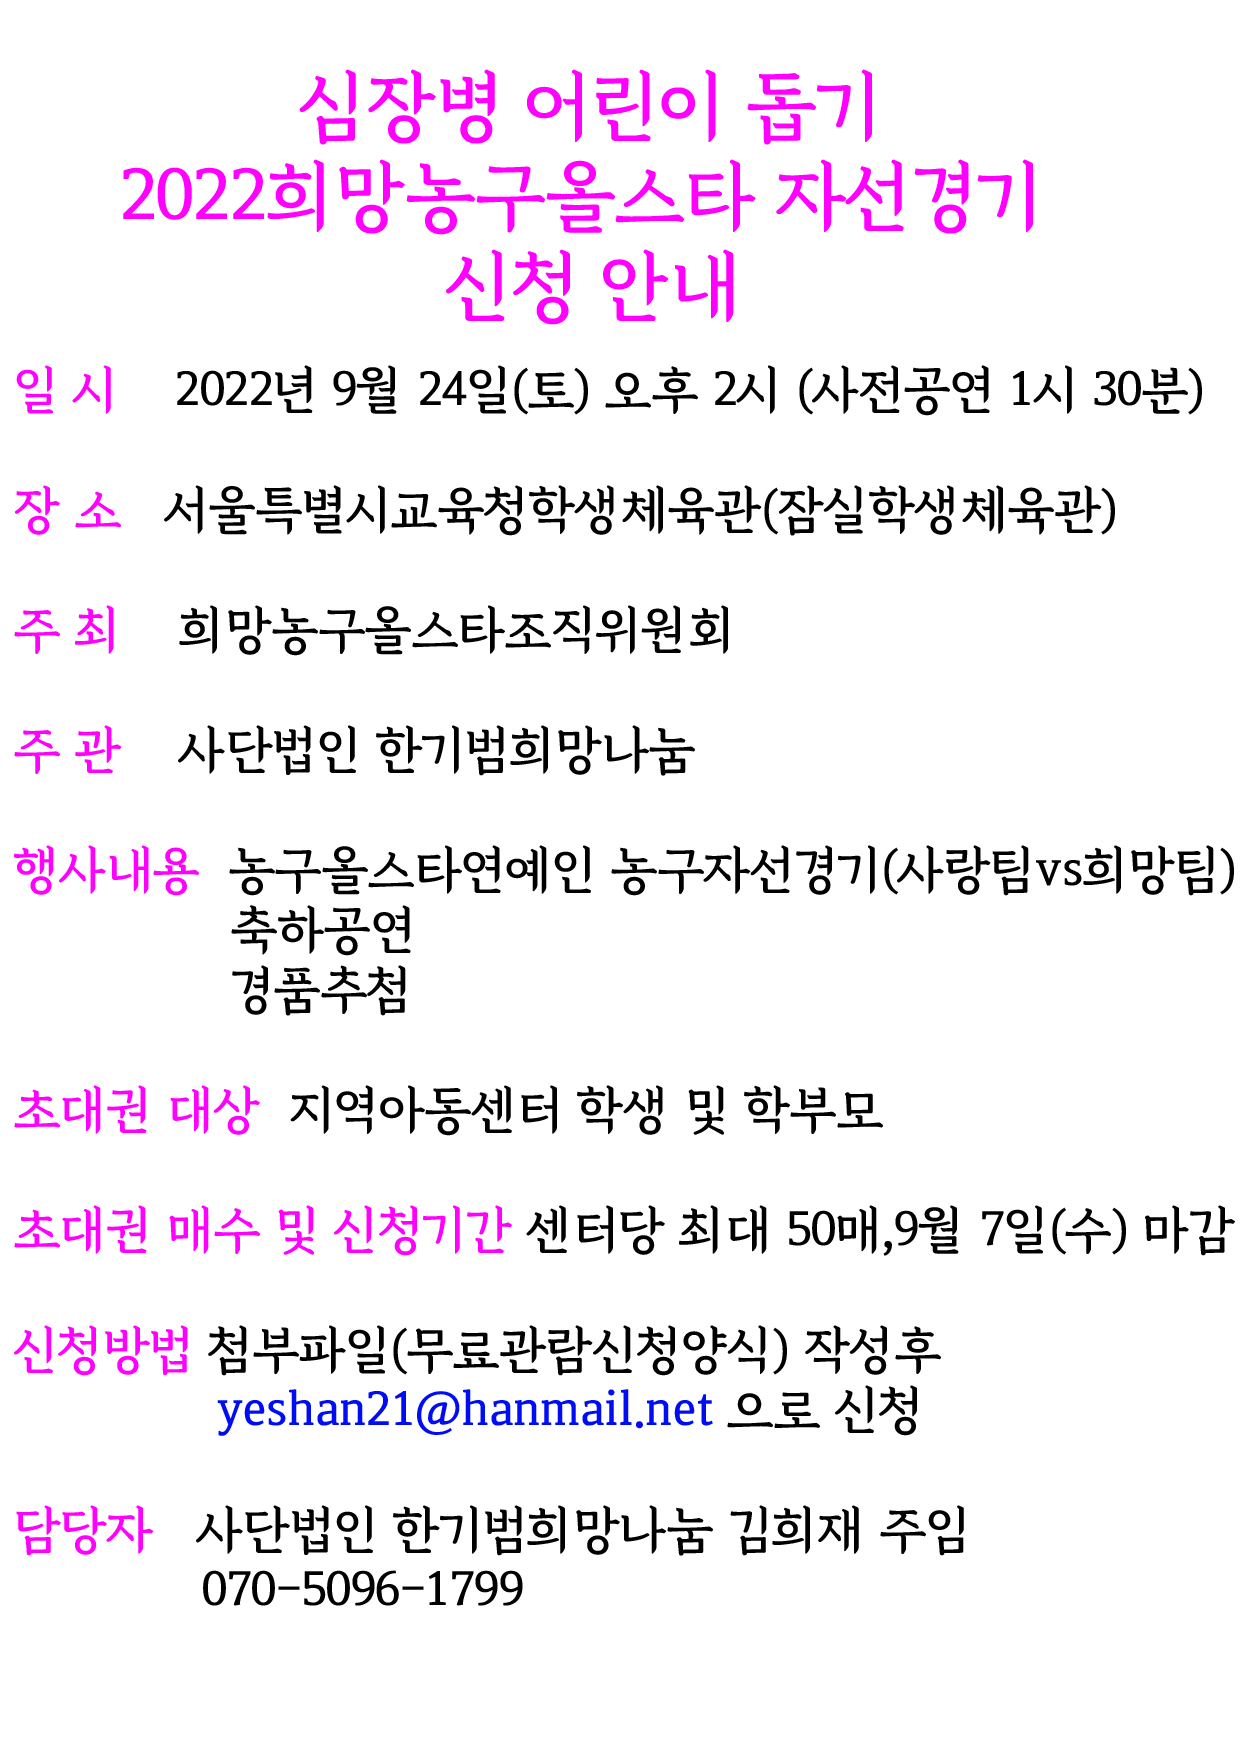 심장병 어린이 돕기
2022희망농구올스타 자선경기
신청 안내
일 시 2022년 9월 24일(토) 오후 2시 (사전공연 1시 30분)
장 소 서울특별시교육청학생체육관(잠실학생체육관)
주 최 희망농구올스타조직위원회
주 관 사단법인 한기범희망나눔
행사내용 농구올스타연예인 농구자선경기(사랑팀vs희망팀)
축하공연
경품추첨
초대권 대상 지역아동센터 학생 및 학부모
초대권 매수 및 신청기간 센터당 최대 50매,9월 7일(수) 마감
신청방법 첨부파일(무료관람신청양식) 작성후
yeshan21@hanmail.net 으로 신청
담당자 사단법인 한기범희망나눔 김희재 주임
070-5096-1799